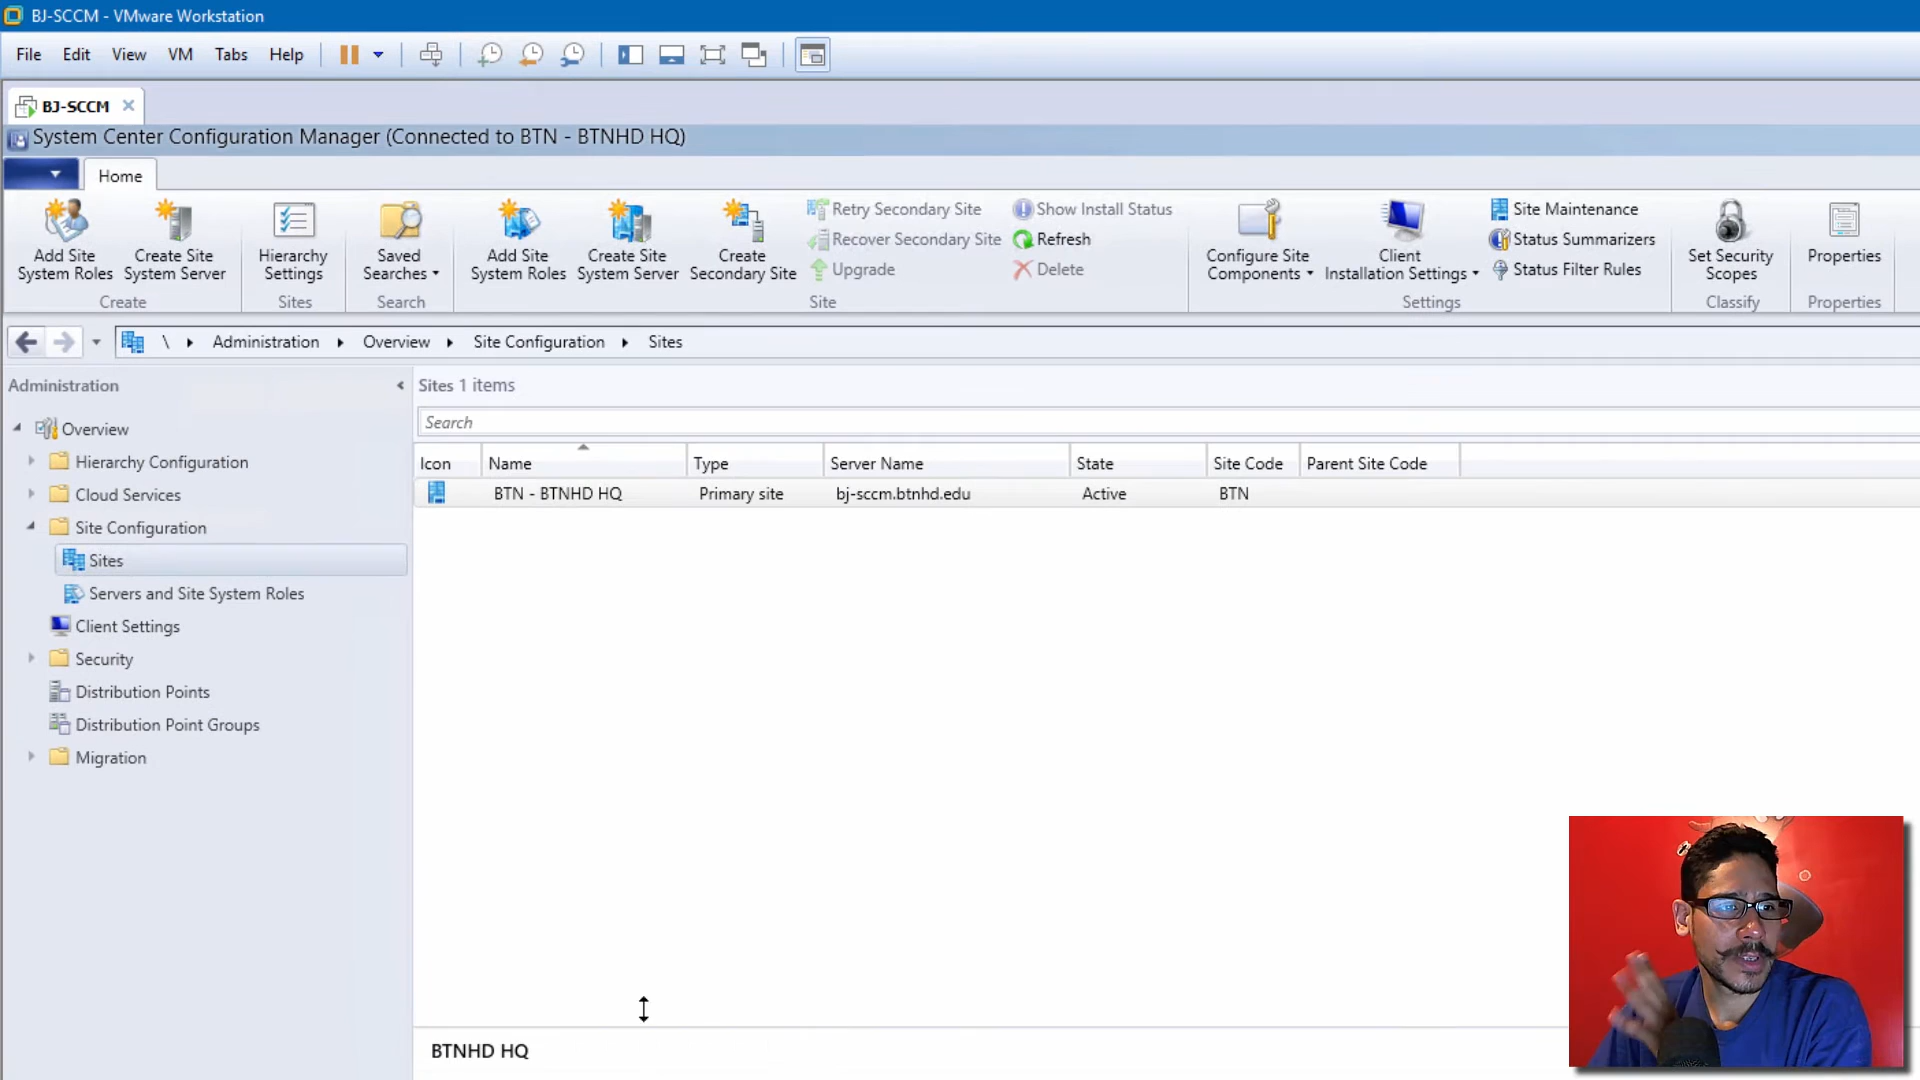 BJ-SCCM - VMware Workstation
File Edit View VM Tabs Help
BJ-SCCM
System Center Configuration Manager (Connected to BTN - BTNHD HQ)
Home
Add Site System Roles
Create Site System Server
Create
Hierarchy Settings
Sites
Saved Searches
Search
Add Site System Roles
Create Site System Server
Create Secondary Site
Retry Secondary Site
Recover Secondary Site
Upgrade
Show Install Status
Refresh
Delete
Site
Configure Site Components
Client Installation Settings
Site Maintenance
Status Summarizers
Status Filter Rules
Settings
Set Security Scopes
Classify
Properties
Properties
\ Administration Overview Site Configuration Sites
Administration
Overview
Hierarchy Configuration
Cloud Services
Site Configuration
Sites
Servers and Site System Roles
Client Settings
Security
Distribution Points
Distribution Point Groups
Migration
Sites 1 items
Search
Icon Name Type Server Name State Site Code Parent Site Code
BTN - BTNHD HQ Primary site bj-sccm.btnhd.edu Active BTN
BTNHD HQ